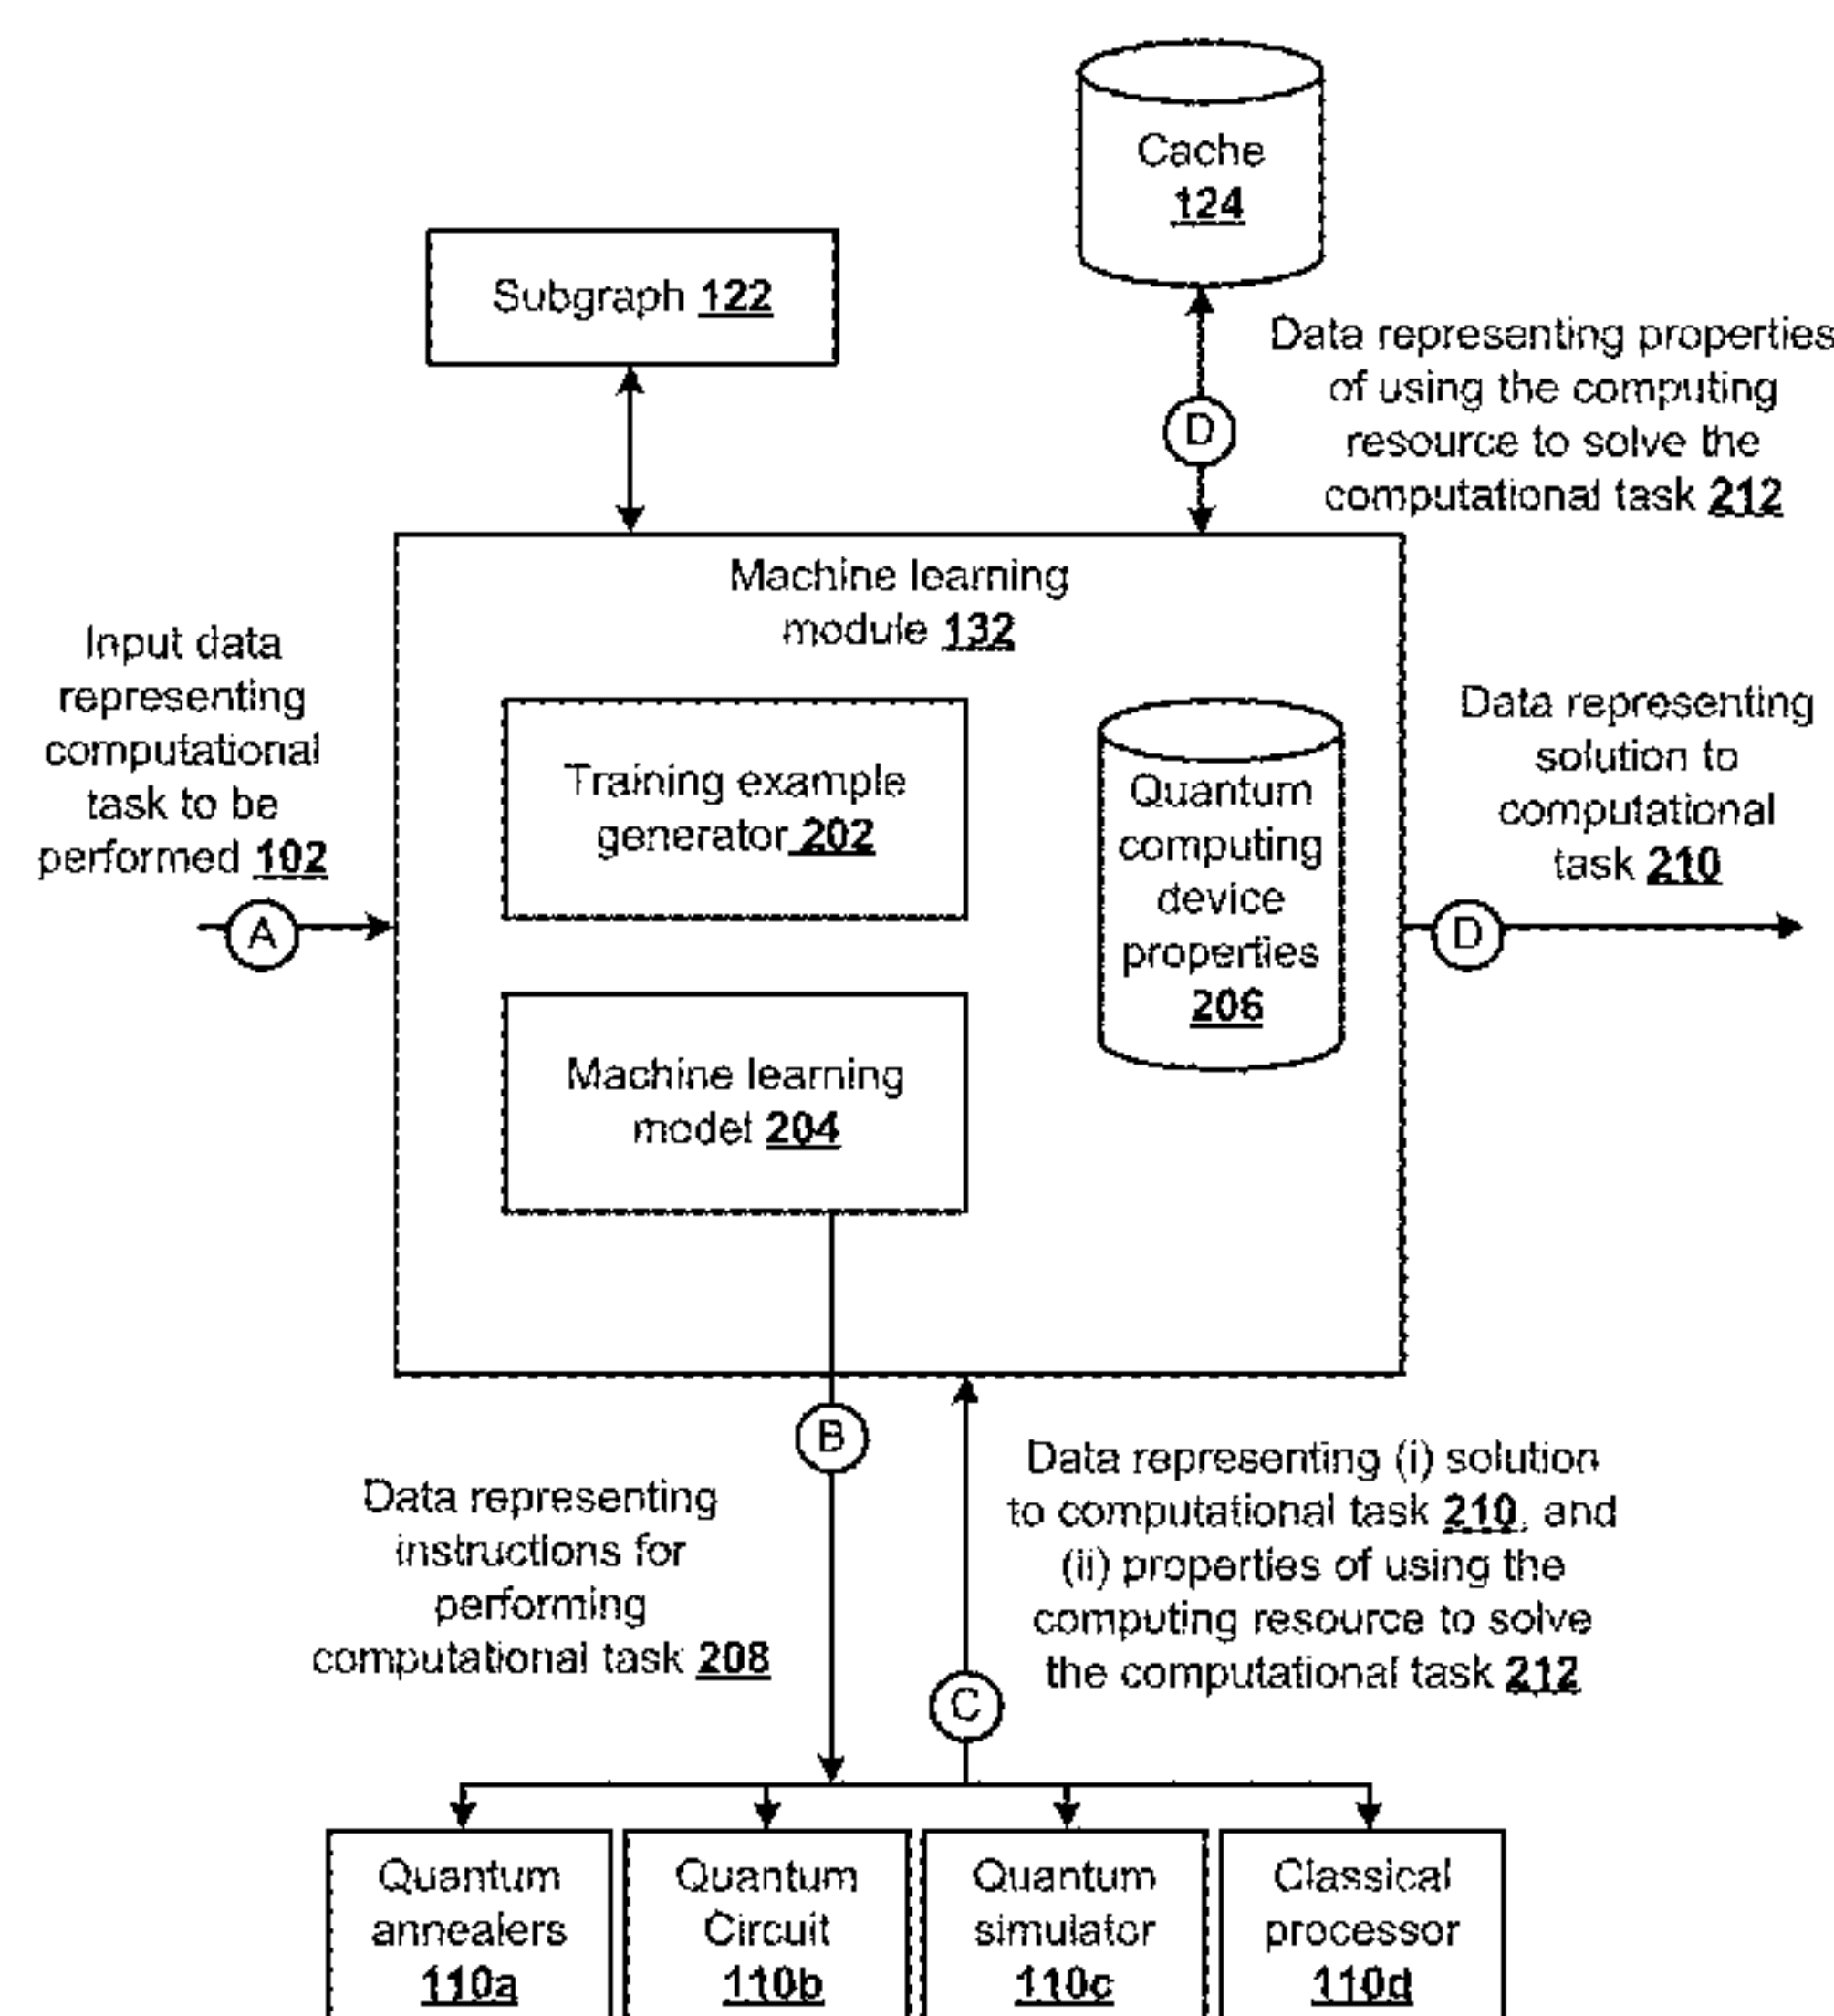 Cache
124
Subgraph 122
Data representing properties
of using the computing
resource to solve the
computational task 212
D
Machine learning
module 132
Input data
representing
computational
task to be
performed 102
A
Training example
generator 202
Quantum
computing
device
properties
206
Data representing
solution to
computational
task 210
D
Machine learning
model 204
B
Data representing
instructions for
performing
computational task 208
Data representing (i) solution
to computational task 210, and
(ii) properties of using the
computing resource to solve
the computational task 212
C
Quantum
annealers
110a
Quantum
Circuit
110b
Quantum
simulator
110c
Classical
processor
110d